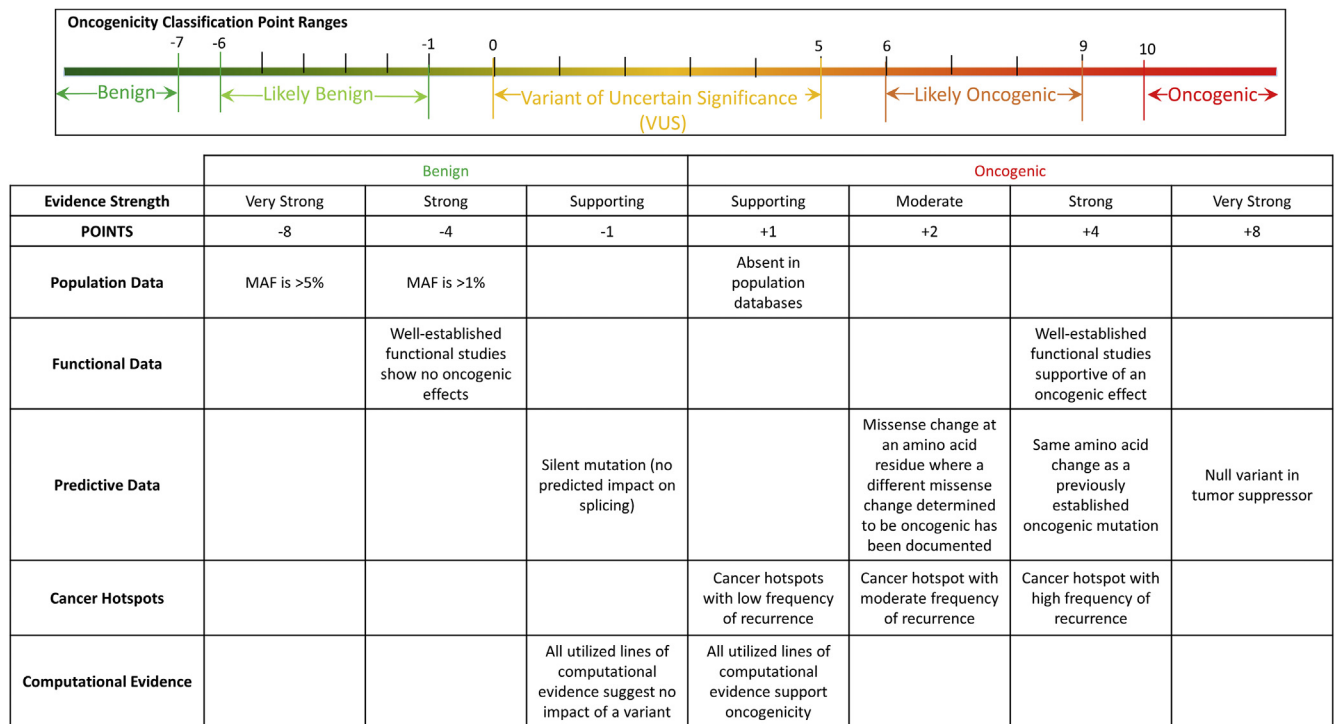 Oncogenicity Classification Point Ranges
-7 -6 -1 0 5 6 9 10
Benign Likely Benign Variant of Uncertain Significance Likely Oncogenic Oncogenic
(VUS)
Benign Oncogenic
Evidence Strength Very Strong Strong Supporting Supporting Moderate Strong Very Strong
POINTS -8 -4 -1 +1 +2 +4 +8
Population Data
MAF is >5%
MAF is >1%
Absent in
population
databases
Functional Data
Well-established
functional studies
show no oncogenic
effects
Well-established
functional studies
supportive of an
oncogenic effect
Predictive Data
Silent mutation (no
predicted impact on
splicing)
Missense change at
an amino acid
residue where a
different missense
change determined
to be oncogenic has
been documented
Same amino acid
change as a
previously
established
oncogenic mutation
Null variant in
tumor suppressor
Cancer Hotspots
Cancer hotspots
with low frequency
of recurrence
Cancer hotspot with
moderate frequency
of recurrence
Cancer hotspot with
high frequency of
recurrence
Computational Evidence
All utilized lines of
computational
evidence suggest no
impact of a variant
All utilized lines of
computational
evidence support
oncogenicity